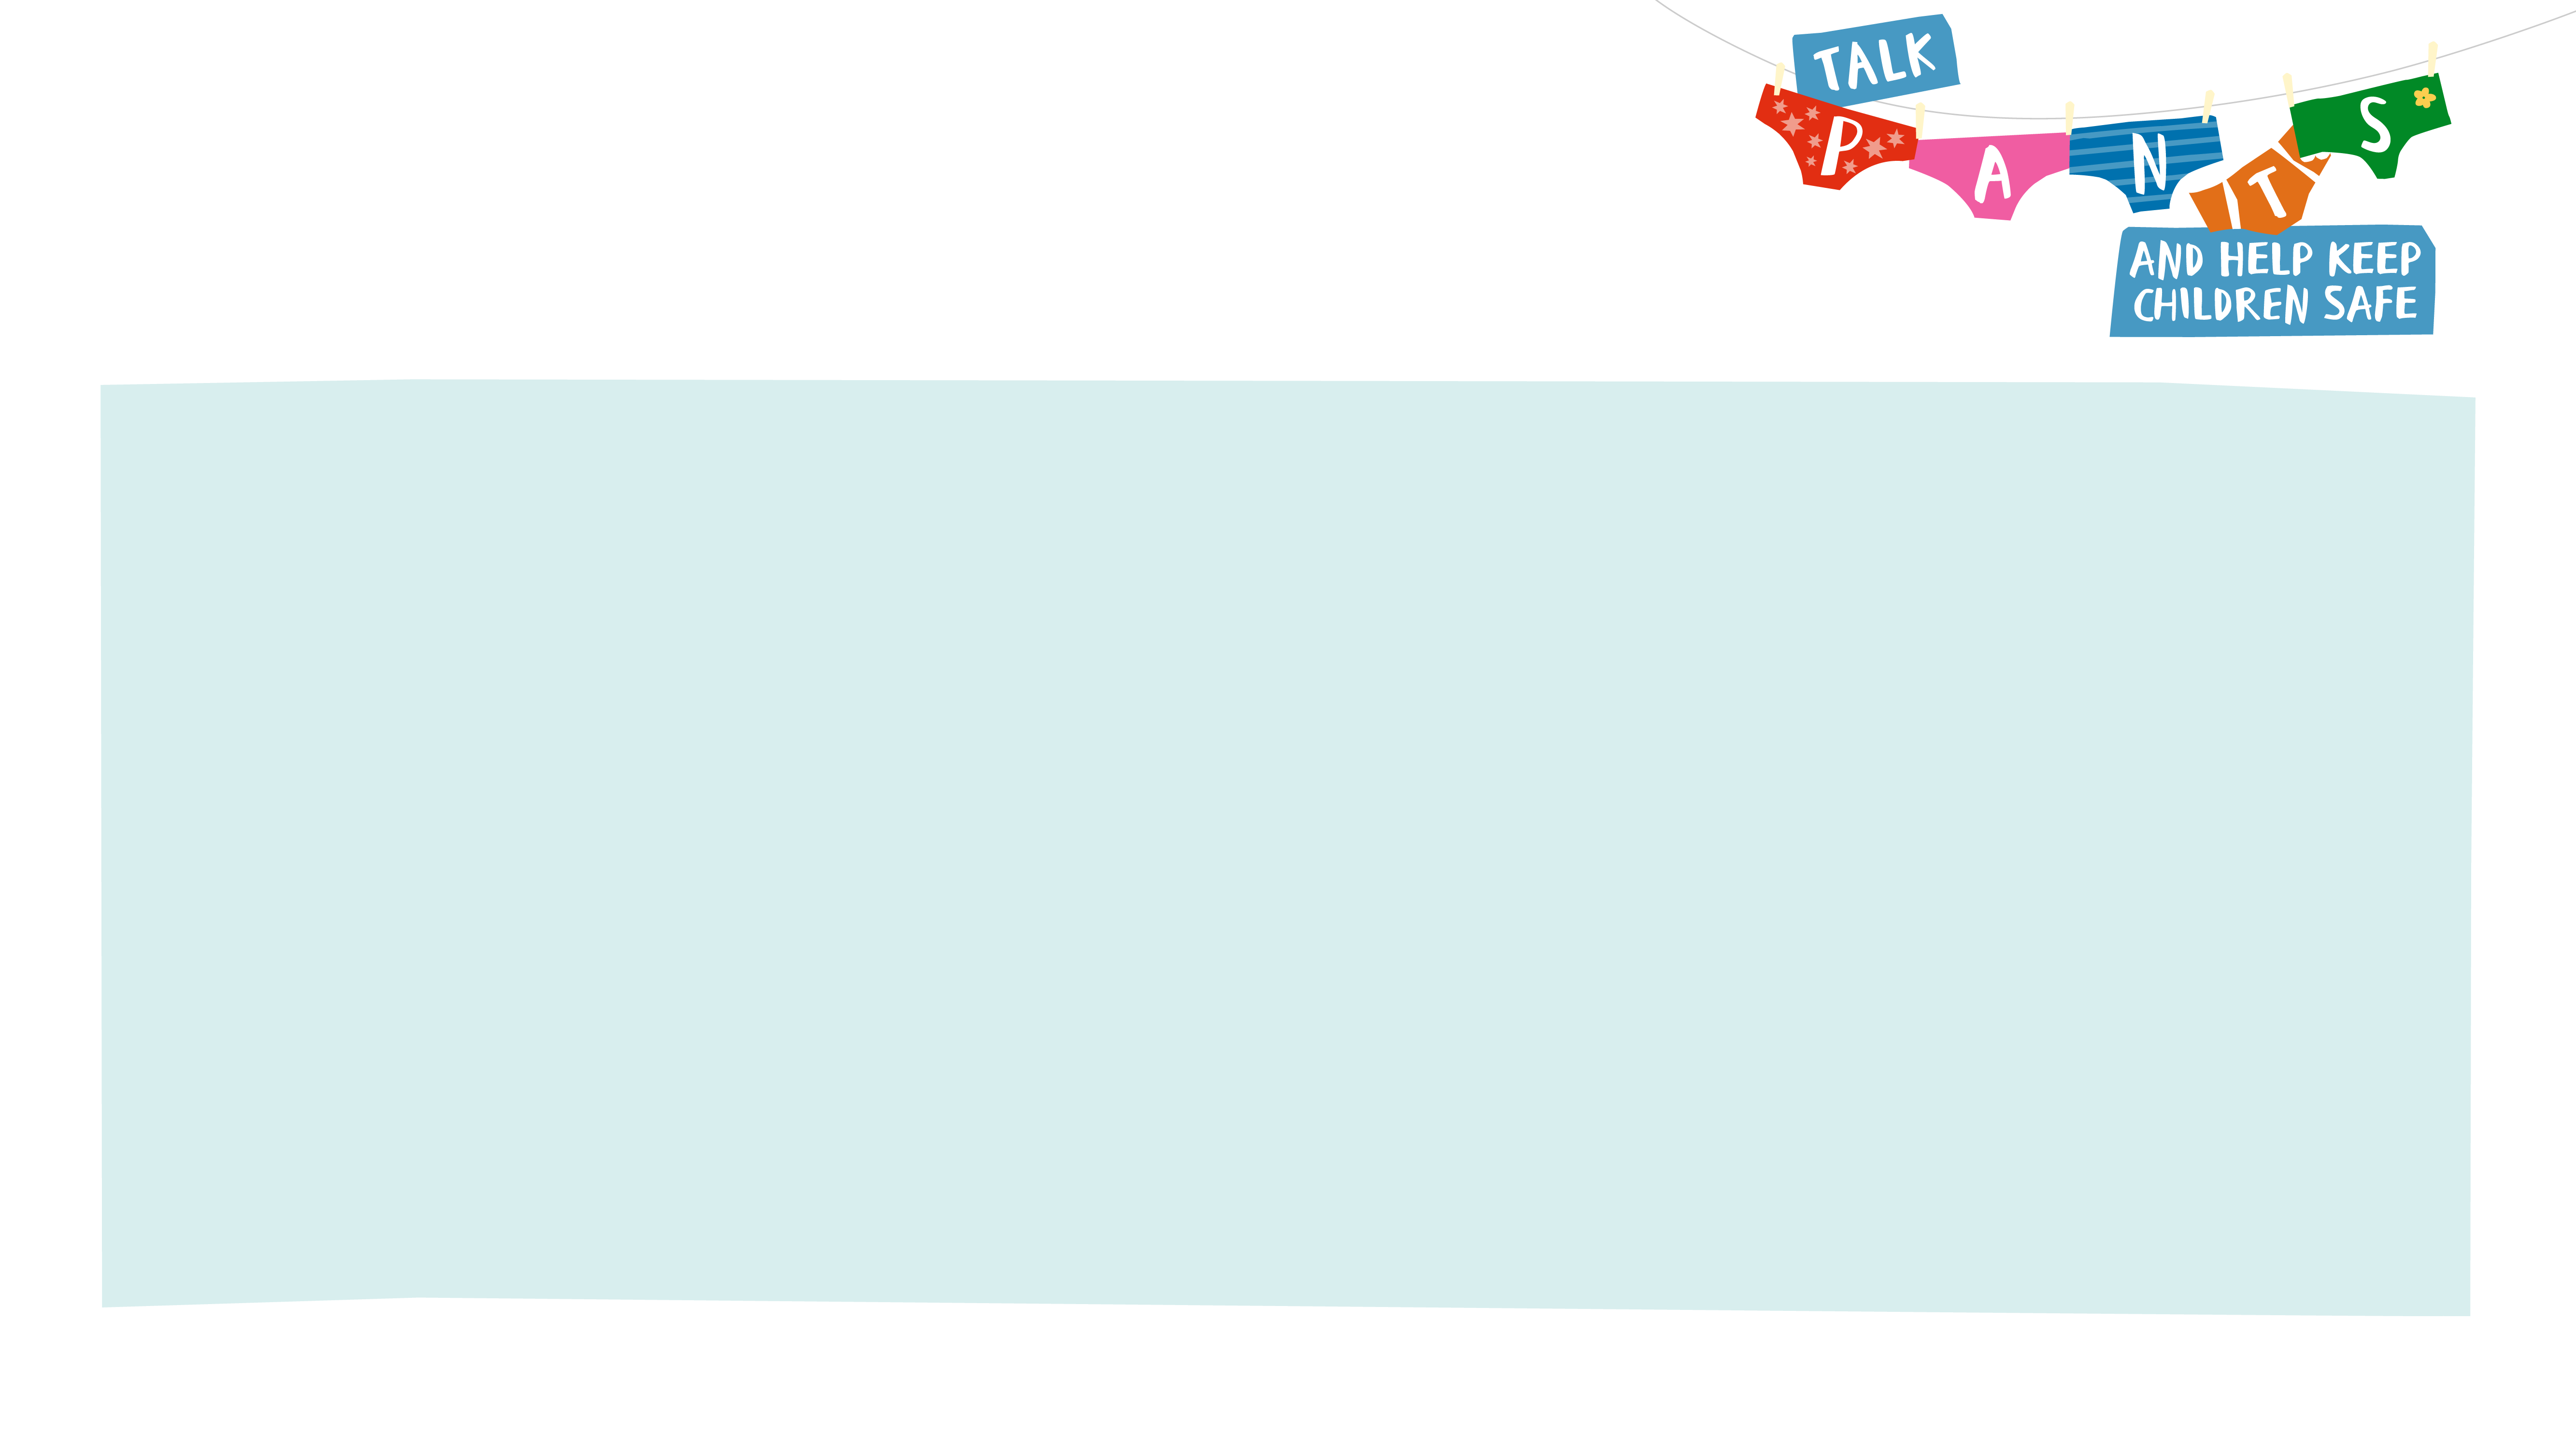 TALK
PANTS
AND HELP KEEP
CHILDREN SAFE